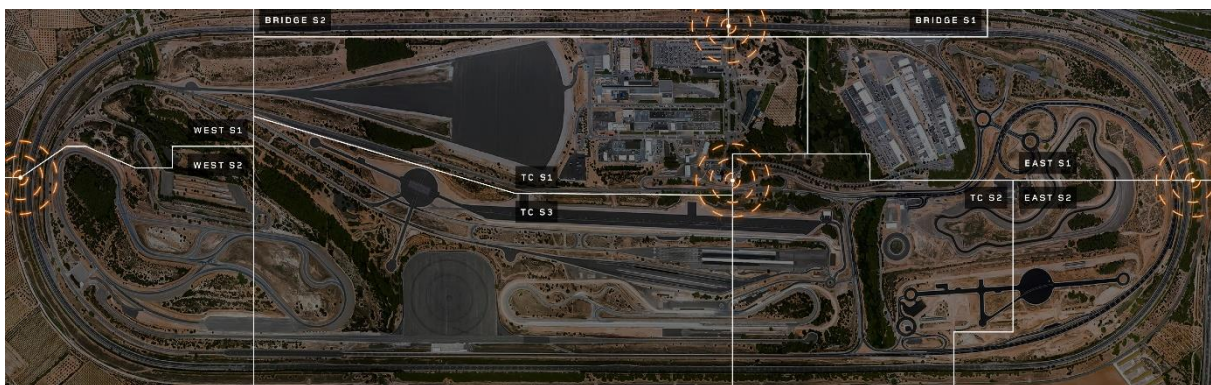 BRIDGE S2
BRIDGE S1
WEST S1
WEST S2
TC S1
TC S3
EAST S1
TC S2
EAST S2